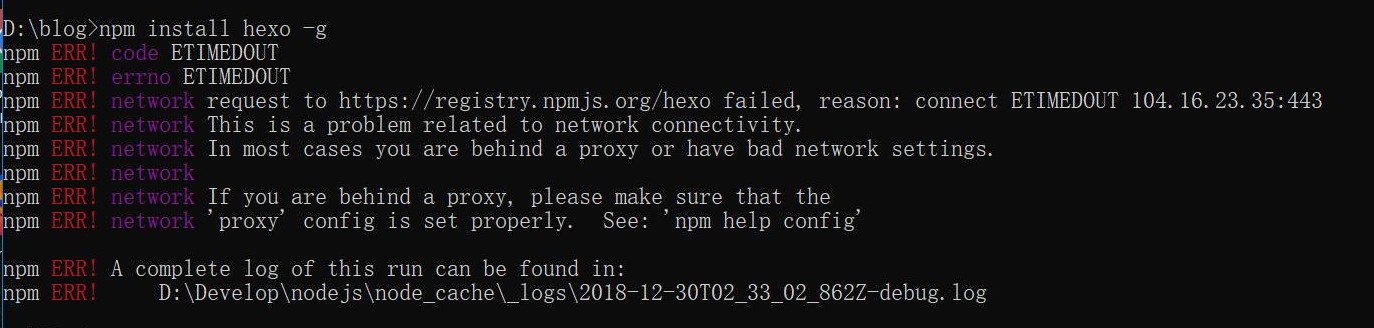 D:\blog>npm install hexo -g
npm ERR! code ETIMEDOUT
npm ERR! errno ETIMEDOUT
npm ERR! network request to https://registry.npmjs.org/hexo failed, reason: connect ETIMEDOUT 104.16.23.35:443
npm ERR! network This is a problem related to network connectivity.
npm ERR! network In most cases you are behind a proxy or have bad network settings.
npm ERR! network
npm ERR! network If you are behind a proxy, please make sure that the
npm ERR! network 'proxy' config is set properly.  See: 'npm help config'
npm ERR! A complete log of this run can be found in:
npm ERR!     D:\Develop\nodejs\node_cache\_logs\2018-12-30T02_33_02_862Z-debug.log